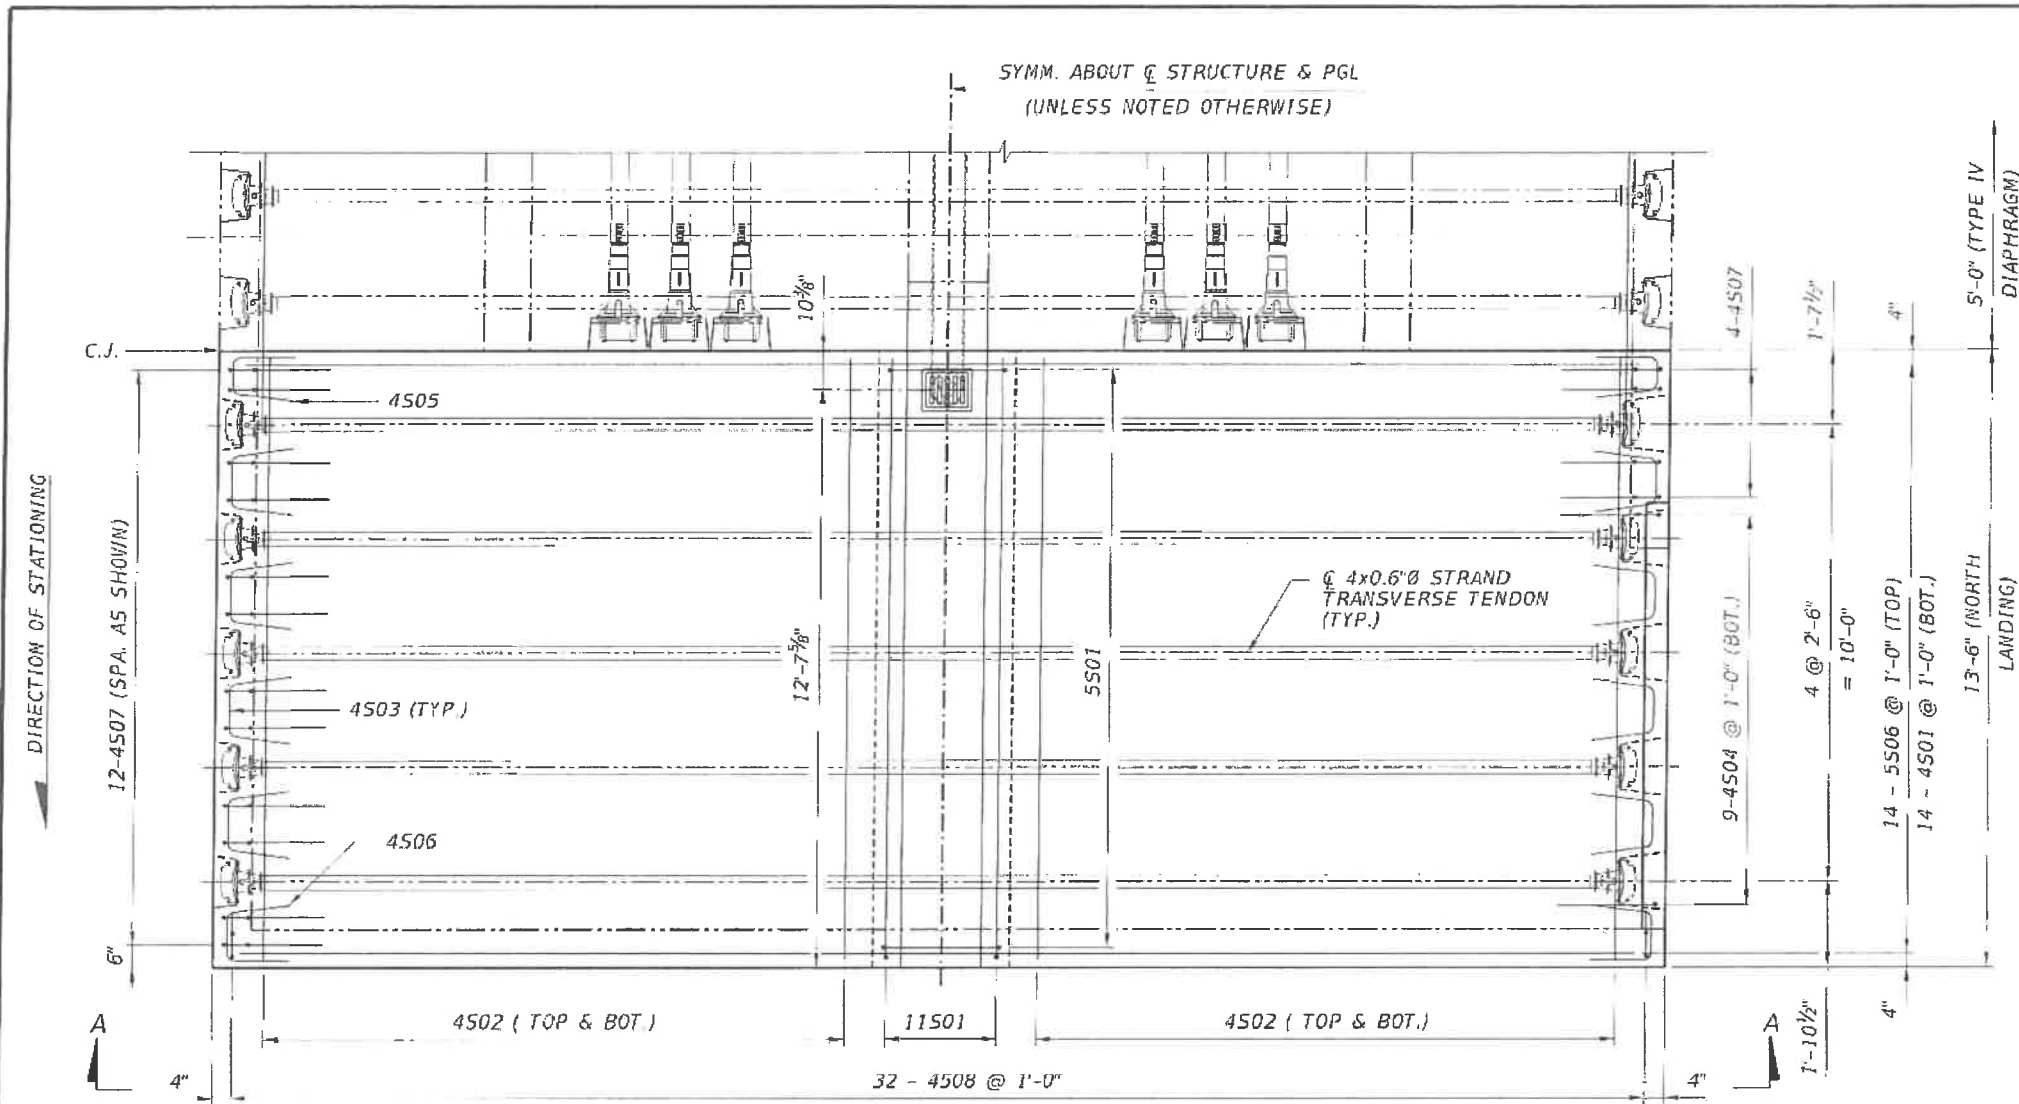 SYMM. ABOUT ℄ STRUCTURE & PGL
(UNLESS NOTED OTHERWISE)
5'-0" (TYPE IV
DIAPHRAGM)
10⅜"
4-4S07
1'-7½"
4"
C.J.
4S05
DIRECTION OF STATIONING
12-4S07 (SPA. AS SHOWN)
12'-7⅝"
5S01
℄ 4x0.6"Ø STRAND
TRANSVERSE TENDON
(TYP.)
4S03 (TYP.)
9-4S04 @ 1'-0" (BOT.)
4 @ 2'-6"
= 10'-0"
14 - 5S06 @ 1'-0" (TOP)
14 - 4S01 @ 1'-0" (BOT.)
13'-6" (NORTH
LANDING)
4S06
6"
A
4S02 ( TOP & BOT.)
11S01
4S02 ( TOP & BOT.)
A
1'-10½"
4"
4"
32 - 4S08 @ 1'-0"
4"